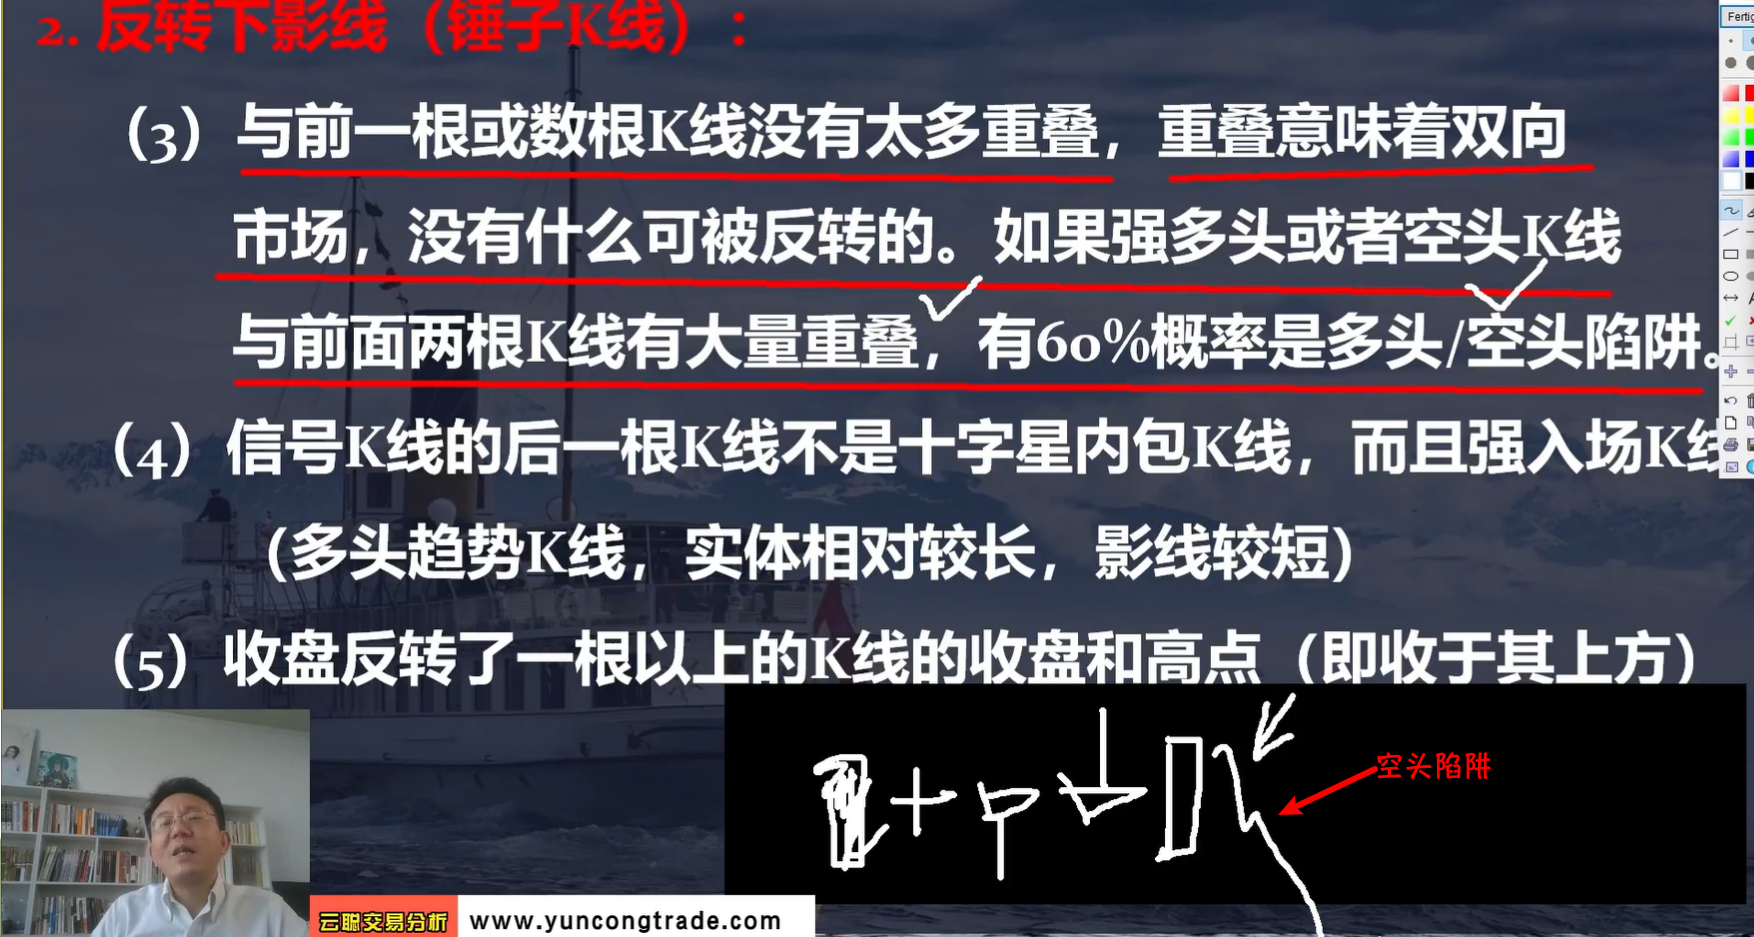 2. 反转下影线（锤子K线）：
Fertig
（3）与前一根或数根K线没有太多重叠，重叠意味着双向
市场，没有什么可被反转的。如果强多头或者空头K线
与前面两根K线有大量重叠，有60%概率是多头/空头陷阱。
（4）信号K线的后一根K线不是十字星内包K线，而且强入场K线
（多头趋势K线，实体相对较长，影线较短）
（5）收盘反转了一根以上的K线的收盘和高点（即收于其上方）
空头陷阱
云聪交易分析 www.yuncongtrade.com